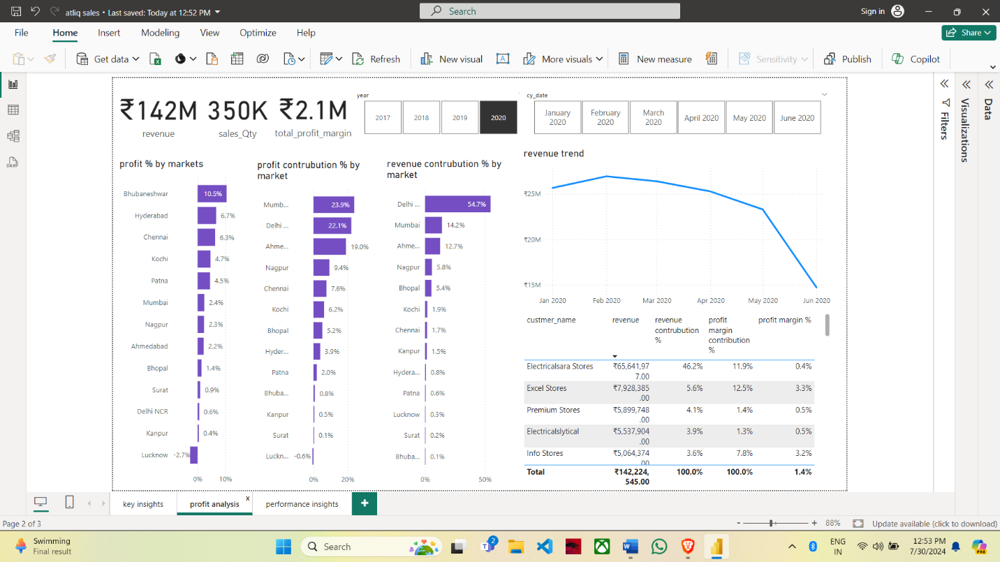 atliq sales • Last saved: Today at 12:52 PM
Search
Sign in
File
Home
Insert
Modeling
View
Optimize
Help
Share
Get data
Refresh
New visual
More visuals
New measure
Sensitivity
Publish
Copilot
₹142M
revenue
350K
sales_Qty
₹2.1M
total_profit_margin
year
2017
2018
2019
2020
cy_date
January
2020
February
2020
March
2020
April 2020
May 2020
June 2020
Filters
Visualizations
Data
profit % by markets
Bhubaneshwar 10.5%
Hyderabad 6.7%
Chennai 6.3%
Kochi 4.7%
Patna 4.5%
Mumbai 2.4%
Nagpur 2.3%
Ahmedabad 2.2%
Bhopal 1.4%
Surat 0.9%
Delhi NCR 0.6%
Kanpur 0.4%
Lucknow -2.7%
0% 10%
profit contrubution % by
market
Mumb... 23.9%
Delhi ... 22.1%
Ahme... 19.0%
Nagpur 9.4%
Chennai 7.6%
Kochi 6.2%
Bhopal 5.2%
Hyder... 3.9%
Patna 2.0%
Bhuba... 0.8%
Kanpur 0.5%
Surat 0.1%
Luckn... -0.6%
0% 20%
revenue contrubution % by
market
Delhi ... 54.7%
Mumbai 14.2%
Ahme... 12.7%
Nagpur 5.8%
Bhopal 5.4%
Kochi 1.9%
Chennai 1.7%
Kanpur 1.5%
Hydera... 0.8%
Patna 0.6%
Lucknow 0.3%
Surat 0.2%
Bhuba... 0.1%
0% 50%
revenue trend
₹25M
₹20M
₹15M
Jan 2020 Feb 2020 Mar 2020 Apr 2020 May 2020 Jun 2020
custmer_name
revenue
revenue
contrubution
%
profit
margin
contribution
%
profit margin %
Electricalsara Stores ₹65,641,97 46.2% 11.9% 0.4%
7.00
Excel Stores ₹7,928,385 5.6% 12.5% 3.3%
.00
Premium Stores ₹5,899,748 4.1% 1.4% 0.5%
.00
Electricalslytical ₹5,537,904 3.9% 1.3% 0.5%
.00
Info Stores ₹5,064,374 3.6% 7.8% 3.2%
.00
Total ₹142,224, 100.0% 100.0% 1.4%
545.00
key insights
profit analysis x
performance insights
+
Page 2 of 3
- + 88%
Update available (click to download)
Swimming
Final result
Search
2
ENG
IN
12:53 PM
7/30/2024
PRE